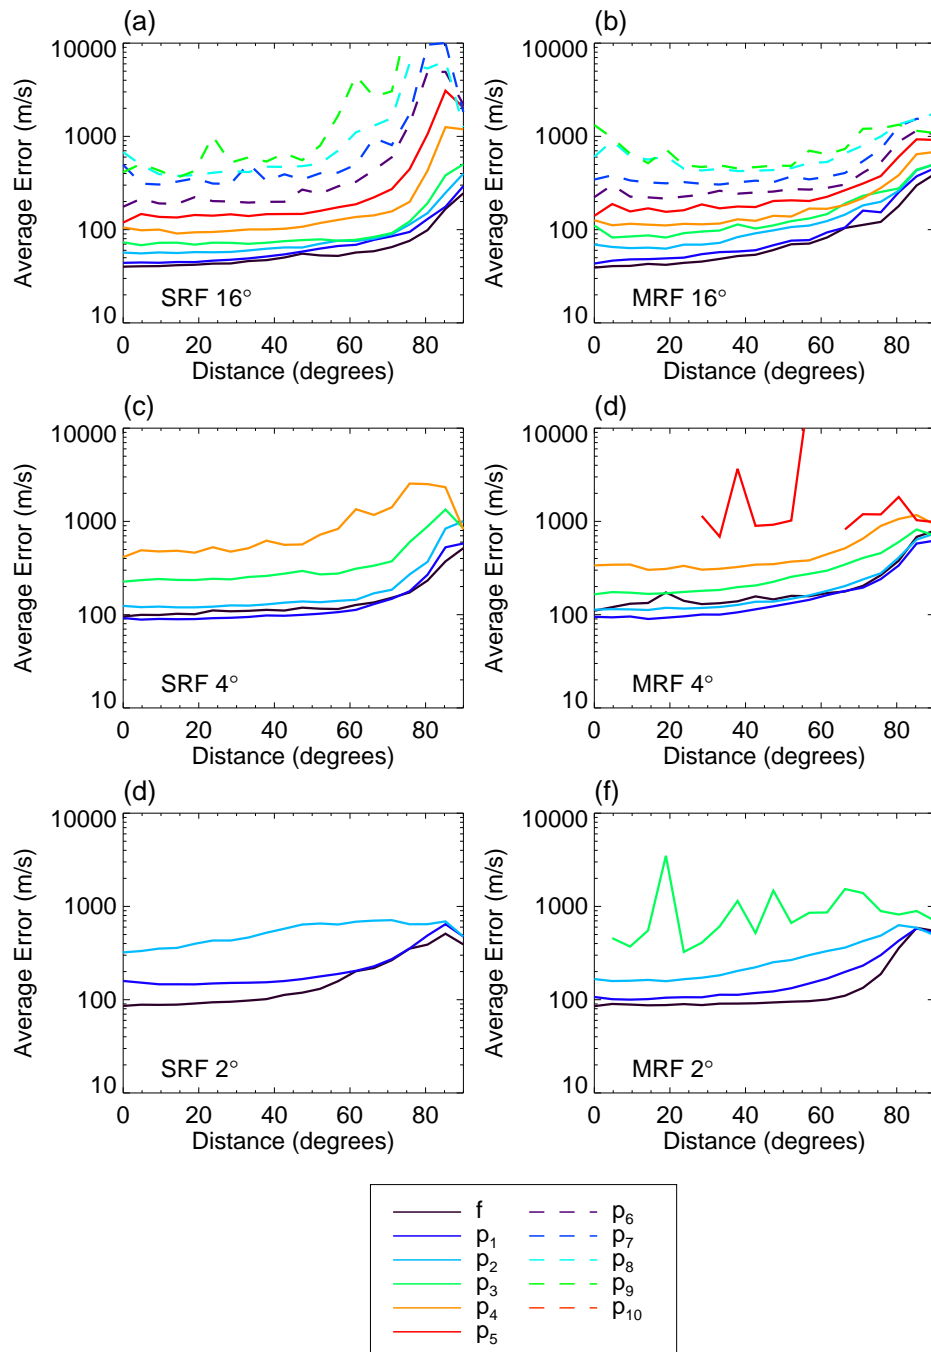 (a)
10000
1000
100
10
Average Error (m/s)
SRF 16°
0 20 40 60 80
Distance (degrees)
(b)
10000
1000
100
10
Average Error (m/s)
MRF 16°
0 20 40 60 80
Distance (degrees)
(c)
10000
1000
100
10
Average Error (m/s)
SRF 4°
0 20 40 60 80
Distance (degrees)
(d)
10000
1000
100
10
Average Error (m/s)
MRF 4°
0 20 40 60 80
Distance (degrees)
(d)
10000
1000
100
10
Average Error (m/s)
SRF 2°
0 20 40 60 80
Distance (degrees)
(f)
10000
1000
100
10
Average Error (m/s)
MRF 2°
0 20 40 60 80
Distance (degrees)
f
p₁
p₂
p₃
p₄
p₅
p₆
p₇
p₈
p₉
p₁₀